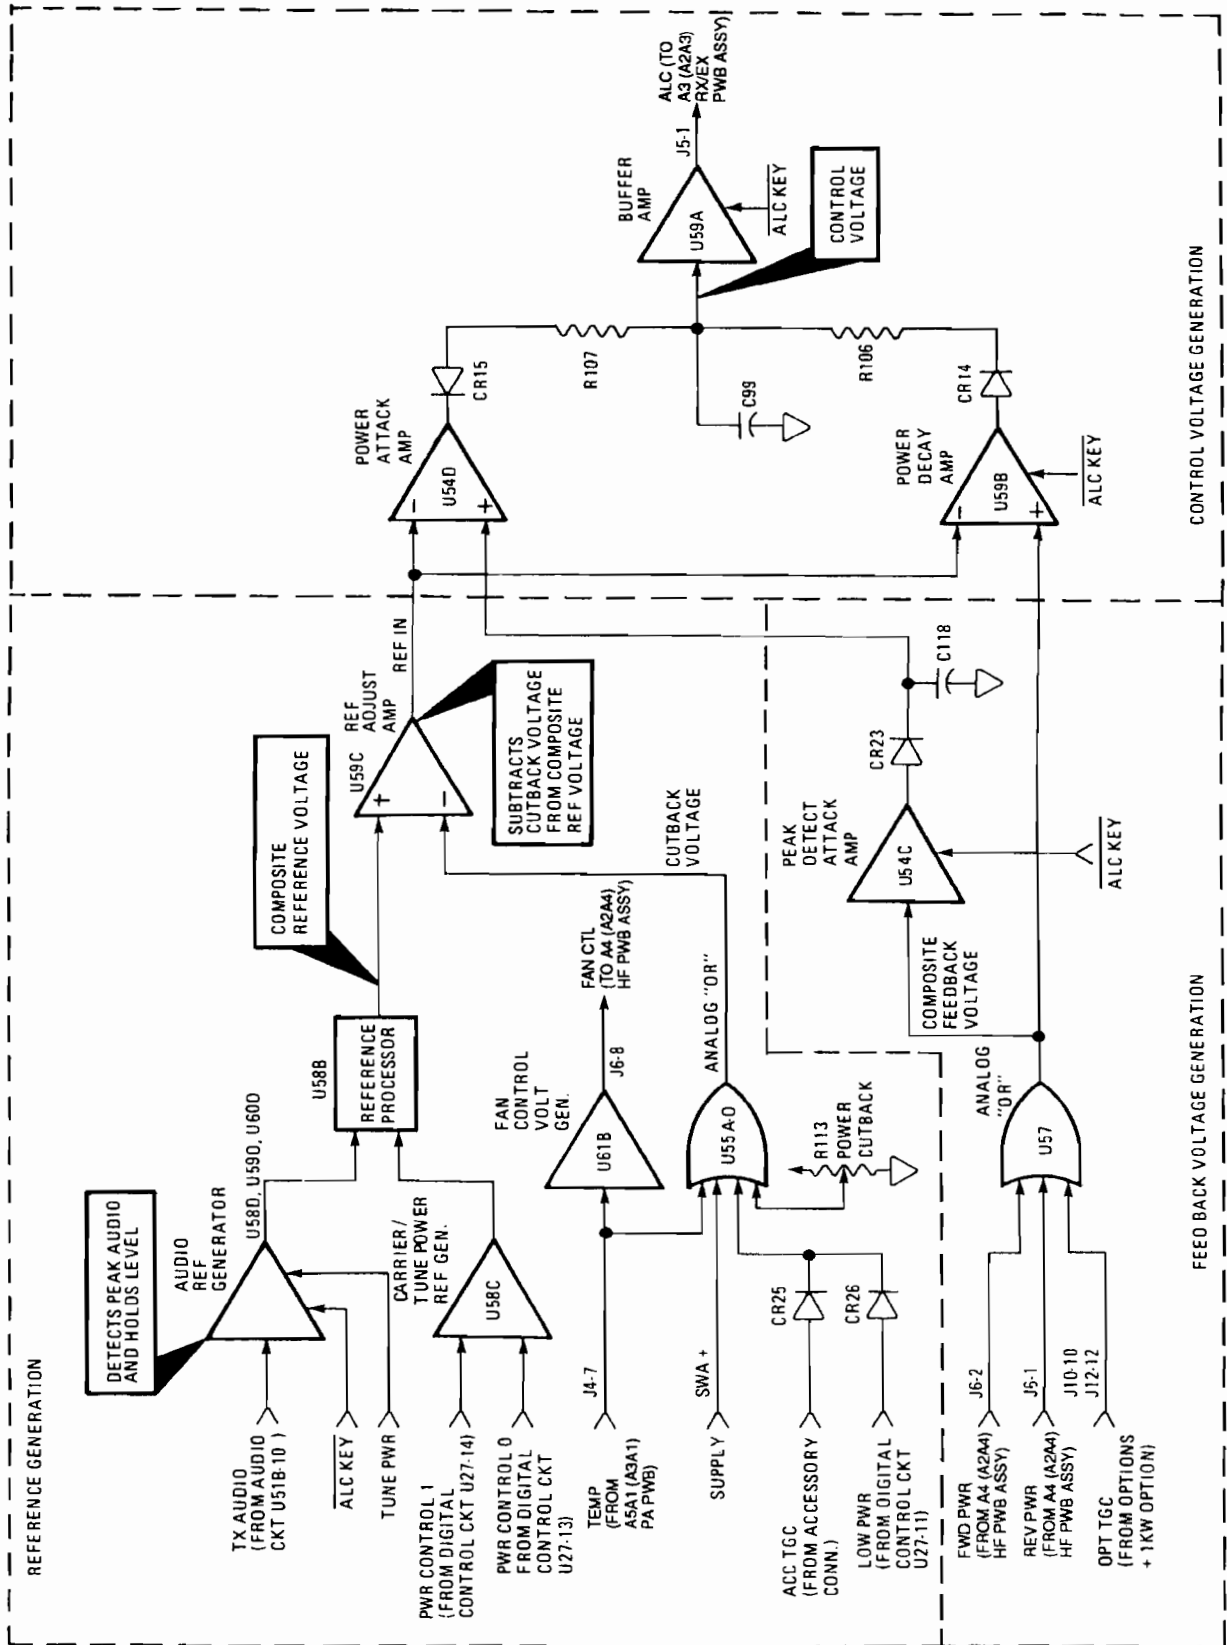 REFERENCE GENERATION
DETECTS PEAK AUDIO
AND HOLDS LEVEL
TX AUDIO
(FROM AUDIO
CKT U51B-10 )
ALC KEY
TUNE PWR
AUDIO
REF
GENERATOR
U58D, U59D, U60D
PWR CONTROL 1
(FROM DIGITAL
CONTROL CKT U27-14)
PWR CONTROL 0
FROM DIGITAL
CONTROL CKT
U27-13)
CARRIER/
TUNE POWER
REF GEN.
U58C
U58B
REFERENCE
PROCESSOR
COMPOSITE
REFERENCE VOLTAGE
U59C
REF
ADJUST
AMP
+
-
REF IN
SUBTRACTS
CUTBACK VOLTAGE
FROM COMPOSITE
REF VOLTAGE
CUTBACK
VOLTAGE
TEMP
(FROM
A5A1 (A3A1)
PA PWB)
J4-7
FAN
CONTROL
VOLT
GEN.
U61B
J6-8
FAN CTL
(TO A4 (A2A4)
HF PWB ASSY)
SUPPLY
SWA +
U55A-D
ANALOG "OR"
R113
POWER
CUTBACK
ACC TGC
(FROM ACCESSORY
CONN.)
CR25
LOW PWR
(FROM DIGITAL
CONTROL CKT
U27-11)
CR26
FWD PWR
(FROM A4 (A2A4)
HF PWB ASSY)
J6-2
REV PWR
(FROM A4 (A2A4)
HF PWB ASSY)
J6-1
OPT TGC
(FROM OPTIONS
+ 1KW OPTION)
J10-10
J12-12
U57
ANALOG
"OR"
COMPOSITE
FEEDBACK
VOLTAGE
PEAK
DETECT
ATTACK
AMP
U54C
ALC KEY
CR23
C118
FEED BACK VOLTAGE GENERATION
POWER
ATTACK
AMP
-
+
U54D
CR15
R107
C99
R106
CR14
POWER
DECAY
AMP
-
+
U59B
ALC KEY
BUFFER
AMP
U59A
ALC KEY
CONTROL
VOLTAGE
J5-1
ALC (TO
A3 (A2A3)
RX/EX
PWB ASSY)
CONTROL VOLTAGE GENERATION